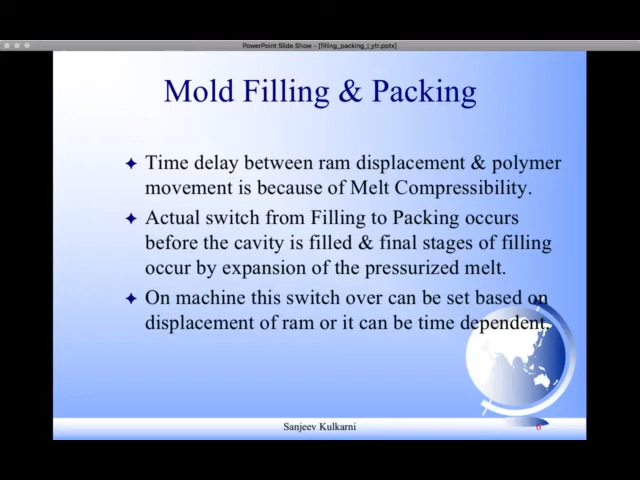 PowerPoint Slide Show - [filling_packing_i_ytr.pptx]
Mold Filling & Packing
Time delay between ram displacement & polymer
movement is because of Melt Compressibility.
Actual switch from Filling to Packing occurs
before the cavity is filled & final stages of filling
occur by expansion of the pressurized melt.
On machine this switch over can be set based on
displacement of ram or it can be time dependent.
Sanjeev Kulkarni
6